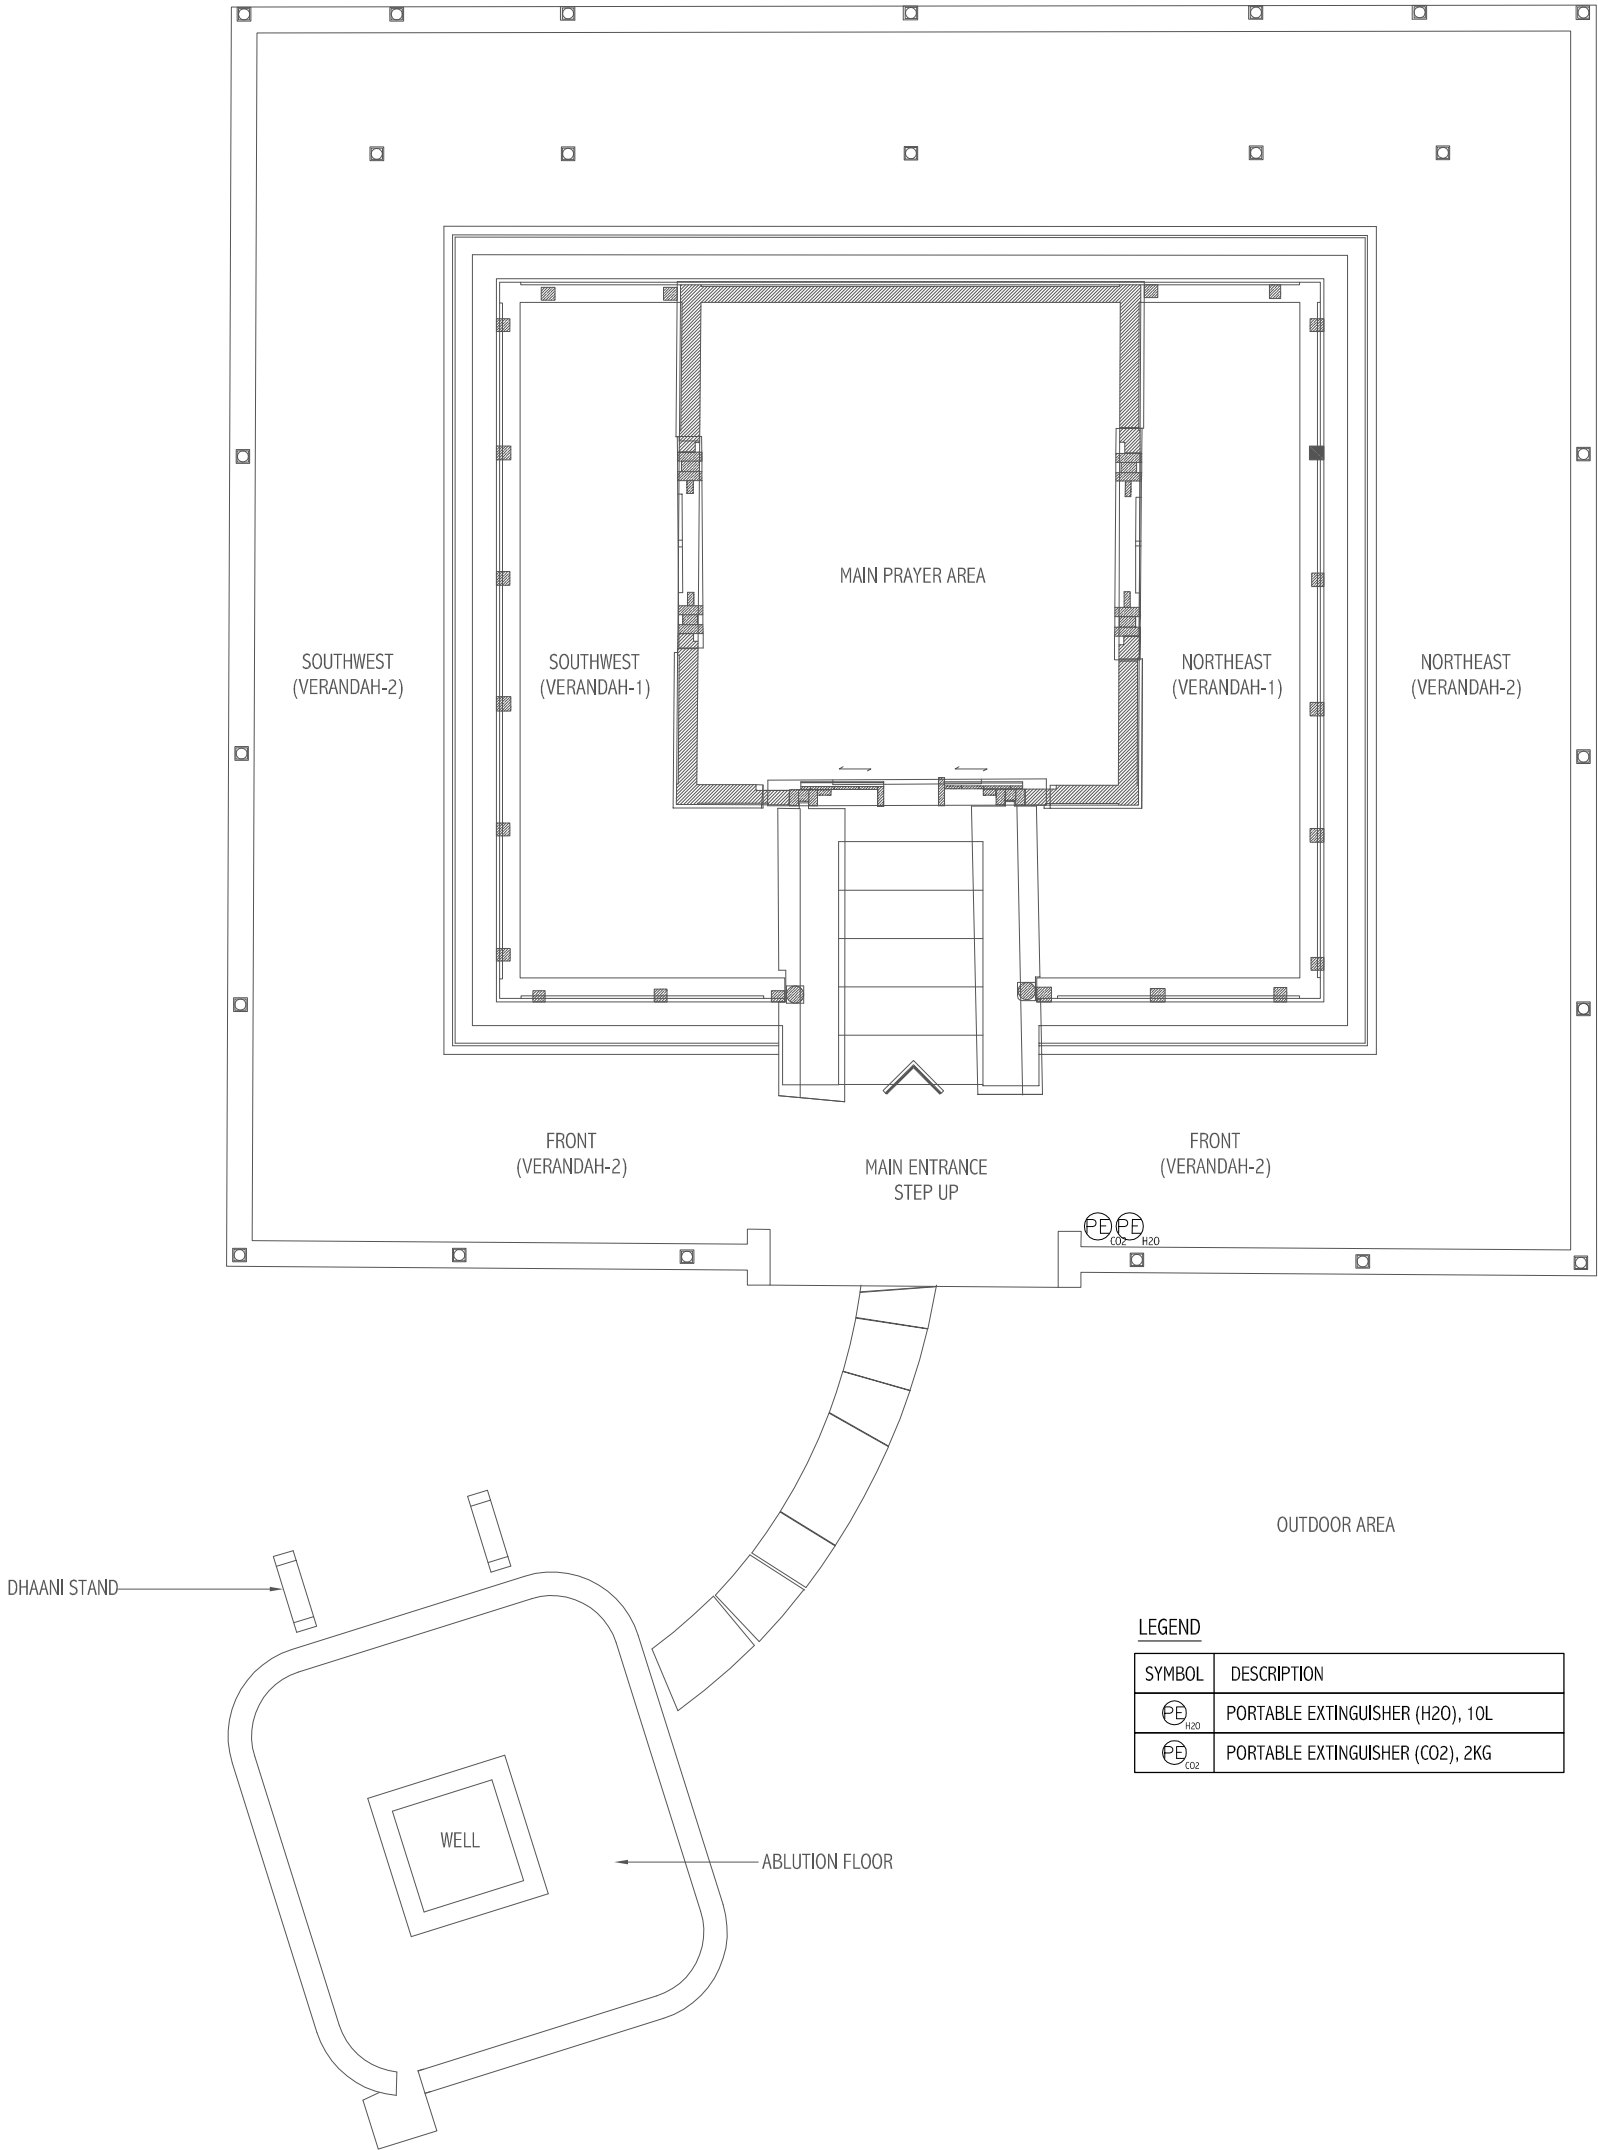 MAIN PRAYER AREA
SOUTHWEST
(VERANDAH-2)
SOUTHWEST
(VERANDAH-1)
NORTHEAST
(VERANDAH-1)
NORTHEAST
(VERANDAH-2)
FRONT
(VERANDAH-2)
MAIN ENTRANCE
STEP UP
FRONT
(VERANDAH-2)
PE CO2 PE H2O
OUTDOOR AREA
DHAANI STAND
WELL
ABLUTION FLOOR
LEGEND
SYMBOL DESCRIPTION
PE H2O PORTABLE EXTINGUISHER (H2O), 10L
PE CO2 PORTABLE EXTINGUISHER (CO2), 2KG